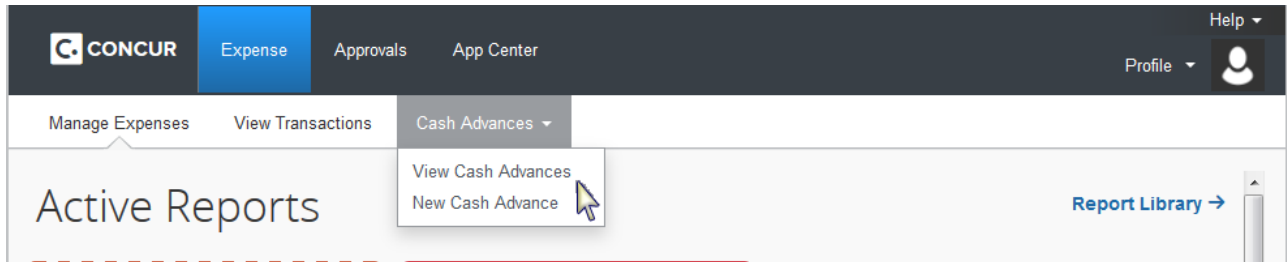 Help
C. CONCUR Expense Approvals App Center
Profile
Manage Expenses View Transactions Cash Advances
View Cash Advances
New Cash Advance
Active Reports
Report Library →